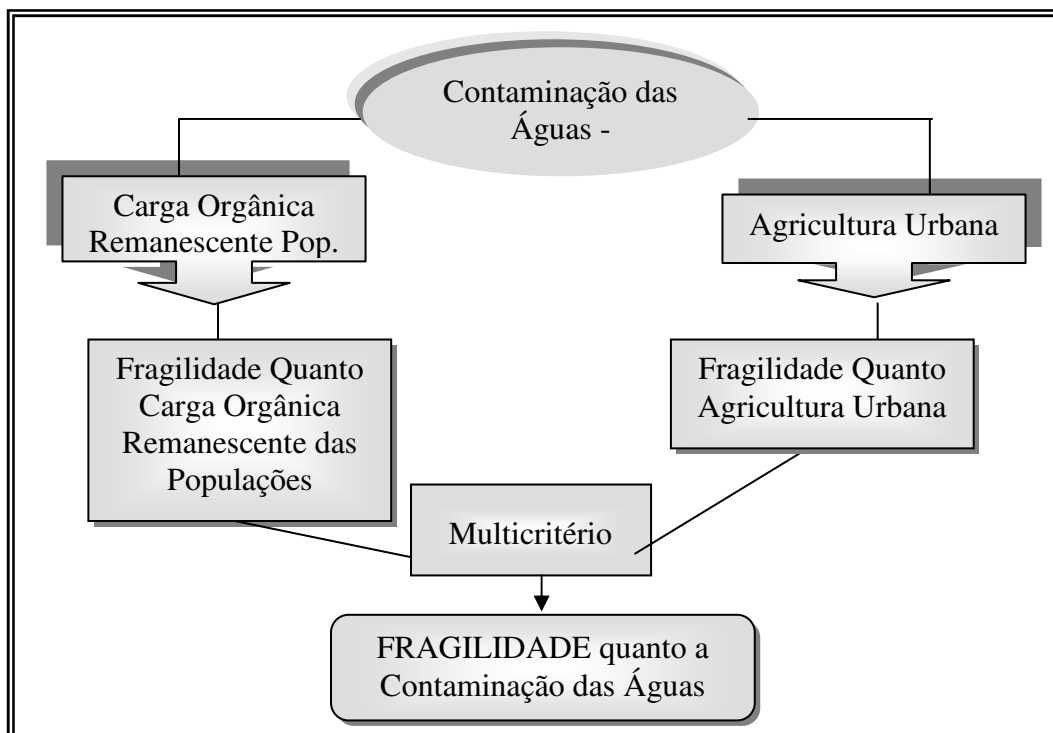 Contaminação das
Águas -
Carga Orgânica
Remanescente Pop.
Agricultura Urbana
Fragilidade Quanto
Carga Orgânica
Remanescente das
Populações
Fragilidade Quanto
Agricultura Urbana
Multicritério
FRAGILIDADE quanto a
Contaminação das Águas